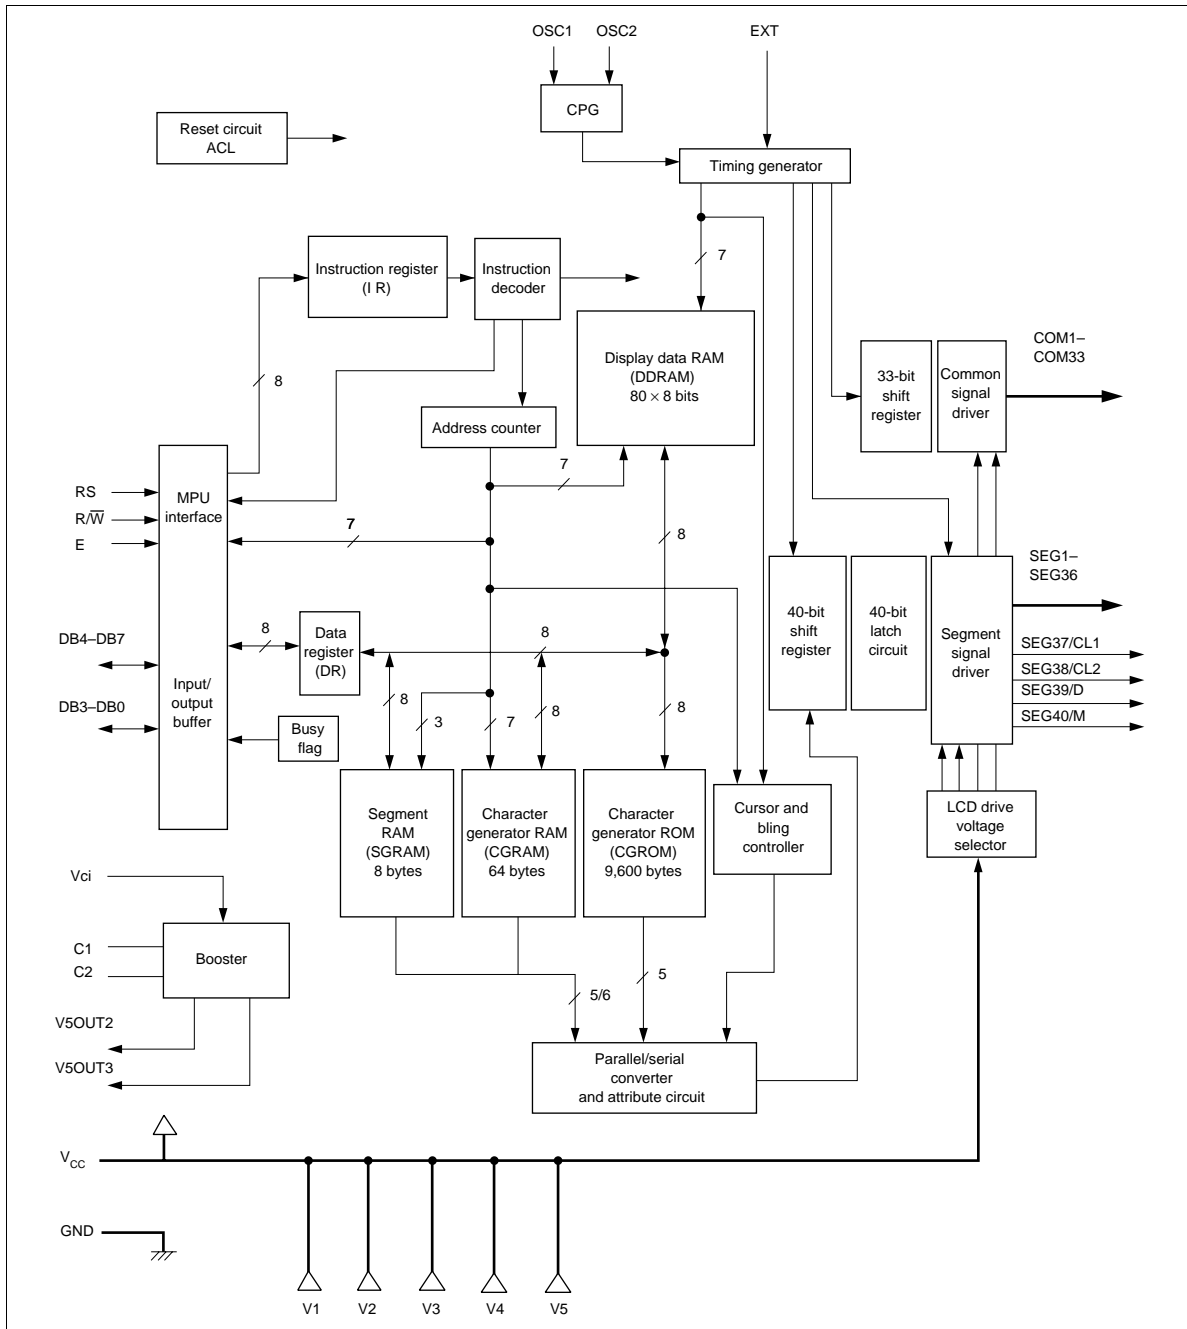 OSC1 OSC2 EXT
CPG
Reset circuit
ACL
Timing generator
7
Instruction register
(I R)
Instruction
decoder
8
Display data RAM
(DDRAM)
80 × 8 bits
COM1–
COM33
33-bit
shift
register
Common
signal
driver
Address counter
7
RS
R/W̅
E
MPU
interface
7
8
SEG1–
SEG36
40-bit
shift
register
40-bit
latch
circuit
Segment
signal
driver
DB4–DB7
8
Data
register
(DR)
8
SEG37/CL1
SEG38/CL2
SEG39/D
SEG40/M
DB3–DB0
Input/
output
buffer
8
3
7
8
8
Busy
flag
Segment
RAM
(SGRAM)
8 bytes
Character
generator RAM
(CGRAM)
64 bytes
Character
generator ROM
(CGROM)
9,600 bytes
Cursor and
bling
controller
LCD drive
voltage
selector
Vci
C1
C2
Booster
5/6
5
V5OUT2
V5OUT3
Parallel/serial
converter
and attribute circuit
VCC
GND
V1 V2 V3 V4 V5